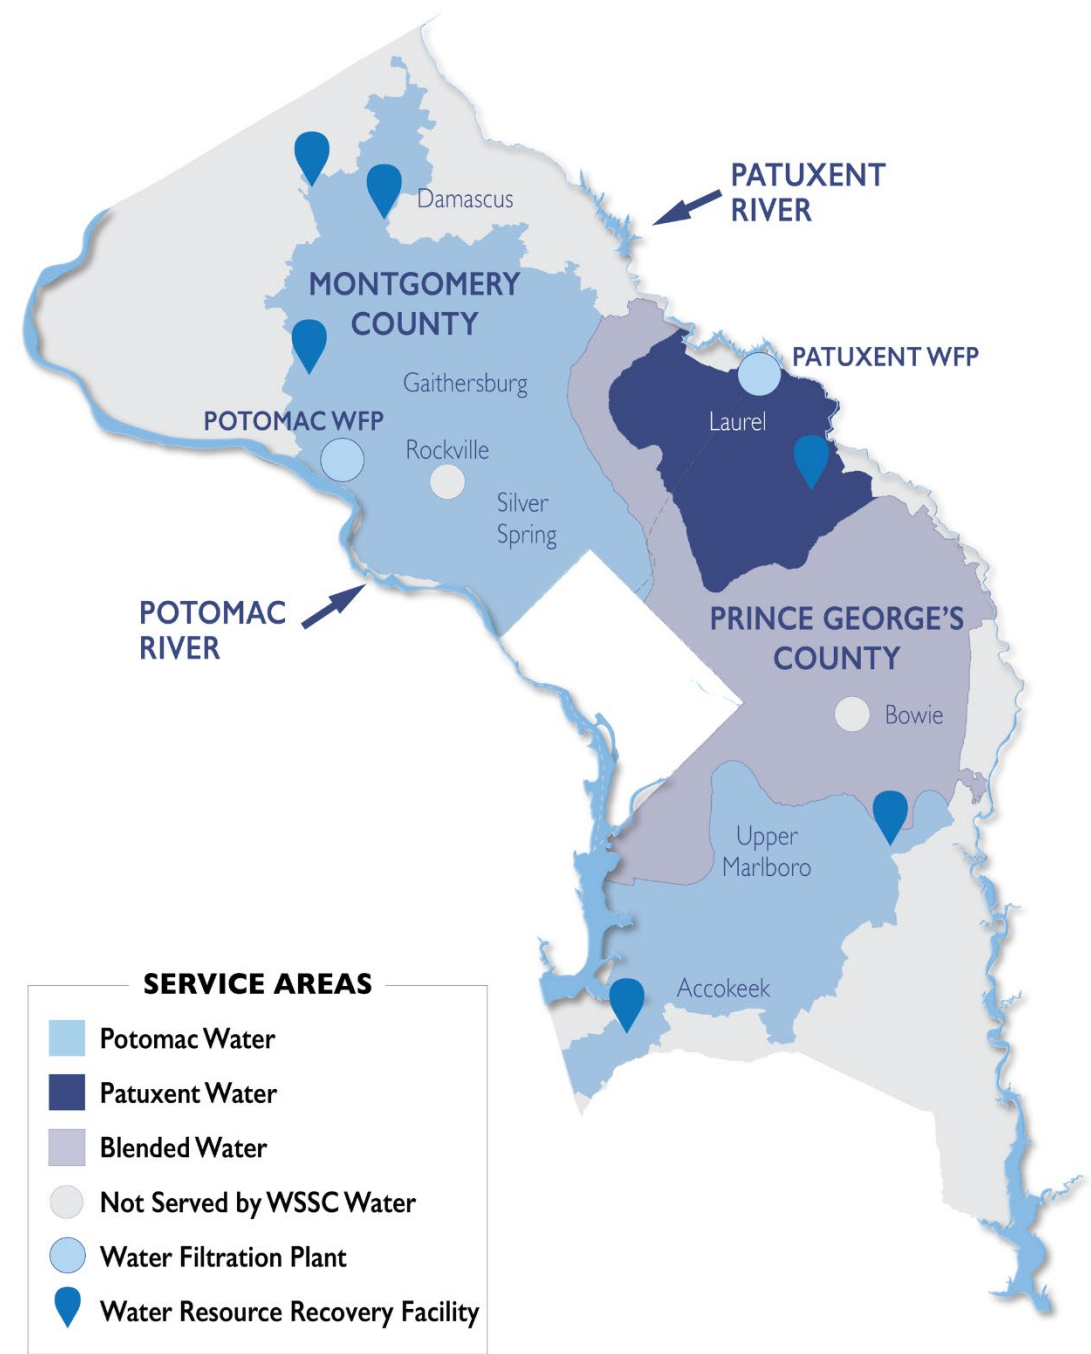 PATUXENT
RIVER
Damascus
MONTGOMERY
COUNTY
PATUXENT WFP
Gaithersburg
POTOMAC WFP
Laurel
Rockville
Silver
Spring
POTOMAC
RIVER
PRINCE GEORGE'S
COUNTY
Bowie
Upper
Marlboro
Accokeek
SERVICE AREAS
Potomac Water
Patuxent Water
Blended Water
Not Served by WSSC Water
Water Filtration Plant
Water Resource Recovery Facility